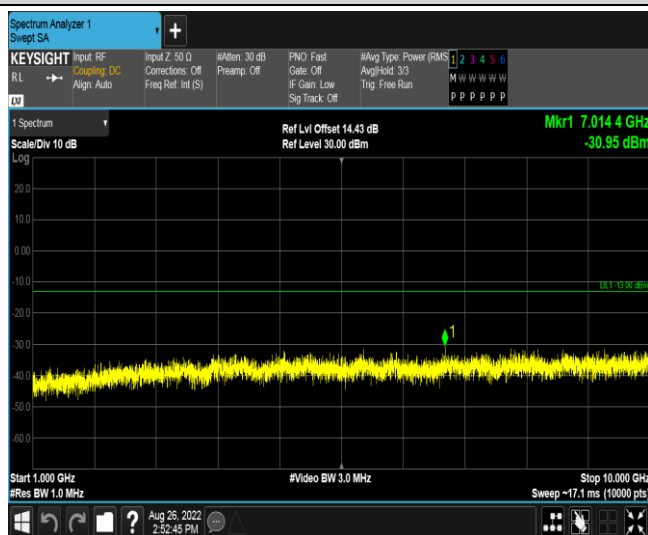 Spectrum Analyzer 1
Swept SA
+
KEYSIGHT
RL
LXI
Input: RF
Coupling: DC
Align: Auto
Input Z: 50 Ω
Corrections: Off
Freq Ref: Int (S)
#Atten: 30 dB
Preamp: Off
PNO: Fast
Gate: Off
IF Gain: Low
Sig Track: Off
#Avg Type: Power (RMS
Avg|Hold: 3/3
Trig: Free Run
1 2 3 4 5 6
M W W W W W
P P P P P P
1 Spectrum
Scale/Div 10 dB
Log
Ref Lvl Offset 14.43 dB
Ref Level 30.00 dBm
Mkr1 7.014 4 GHz
-30.95 dBm
20.0
10.0
0.00
-10.0
DL1 -13.00 dBm
-20.0
-30.0
1
-40.0
-50.0
-60.0
Start 1.000 GHz
#Res BW 1.0 MHz
#Video BW 3.0 MHz
Stop 10.000 GHz
Sweep ~17.1 ms (10000 pts)
?
Aug 26, 2022
2:52:45 PM